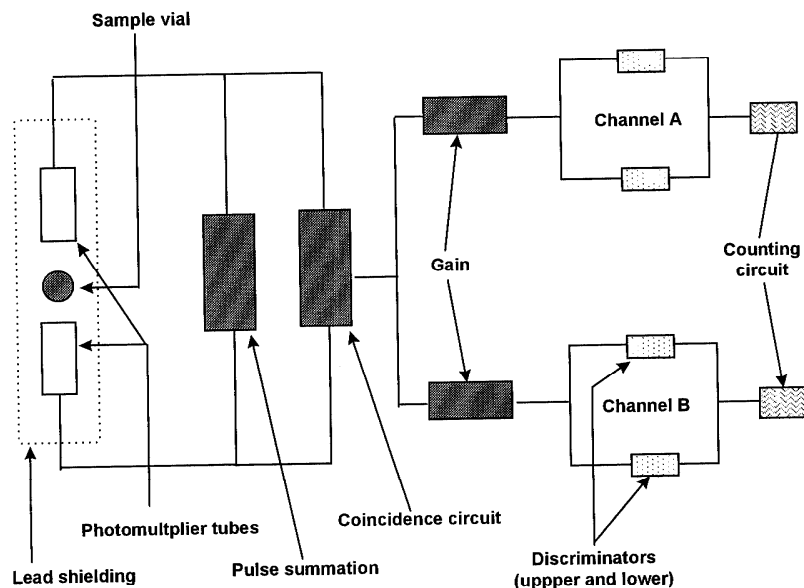 Sample vial
Channel A
Gain
Counting
circuit
Channel B
Photomultplier tubes
Coincidence circuit
Lead shielding
Pulse summation
Discriminators
(uppper and lower)